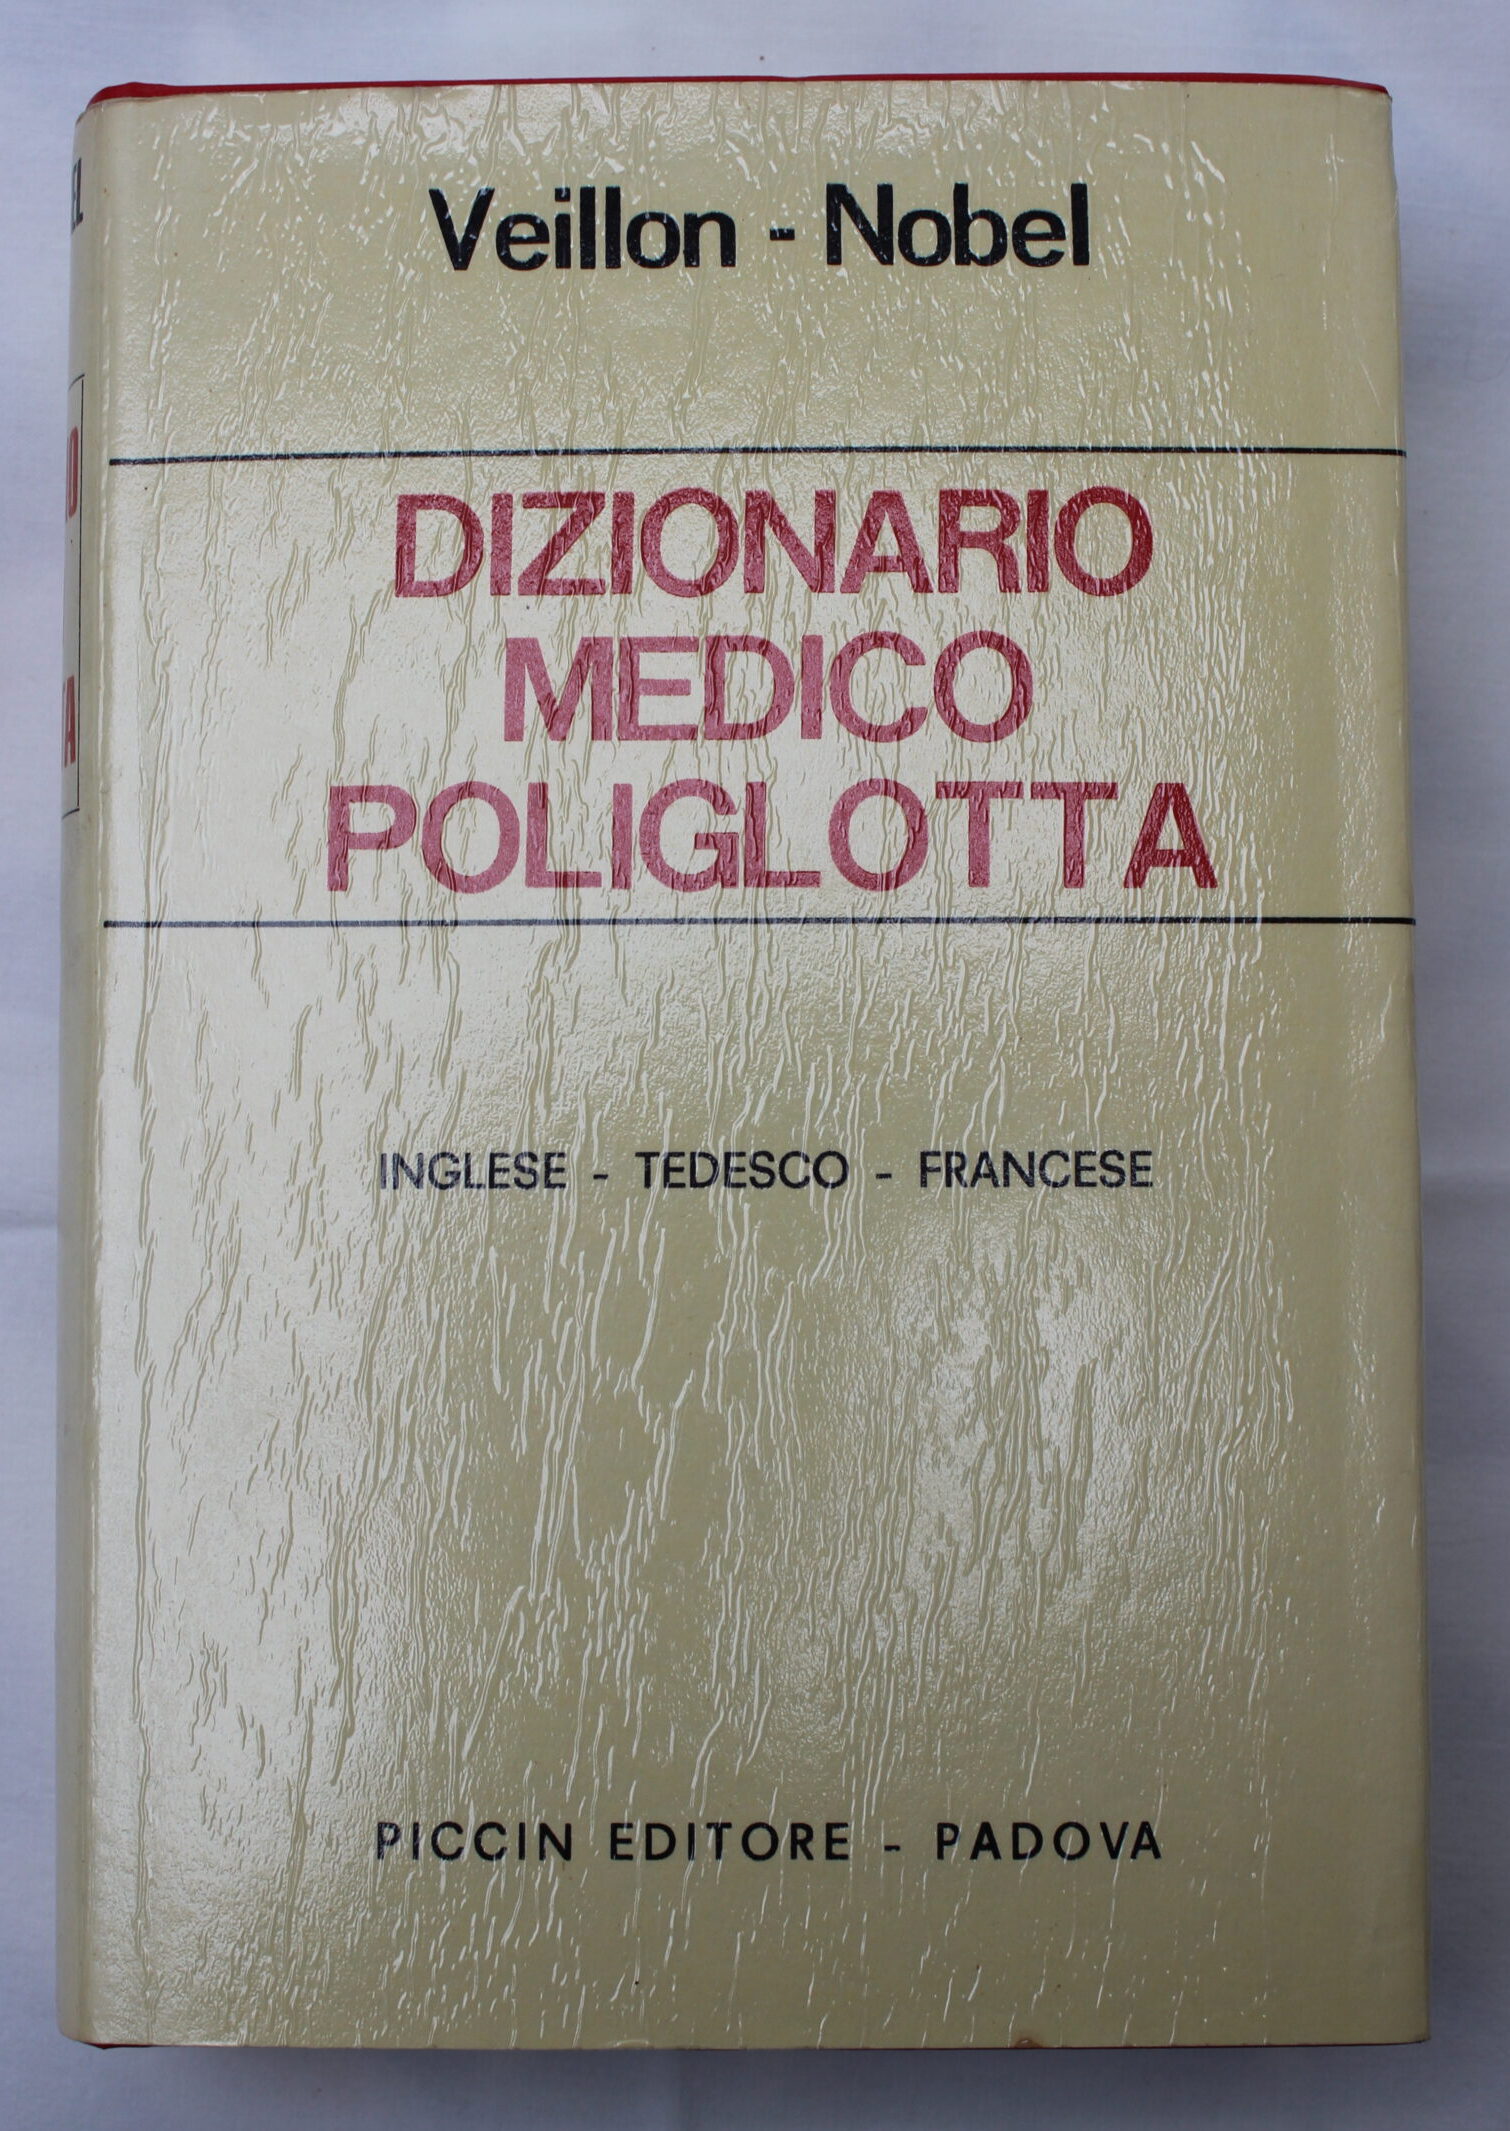 Veillon - Nobel
DIZIONARIO
MEDICO
POLIGLOTTA
INGLESE - TEDESCO - FRANCESE
PICCIN EDITORE - PADOVA